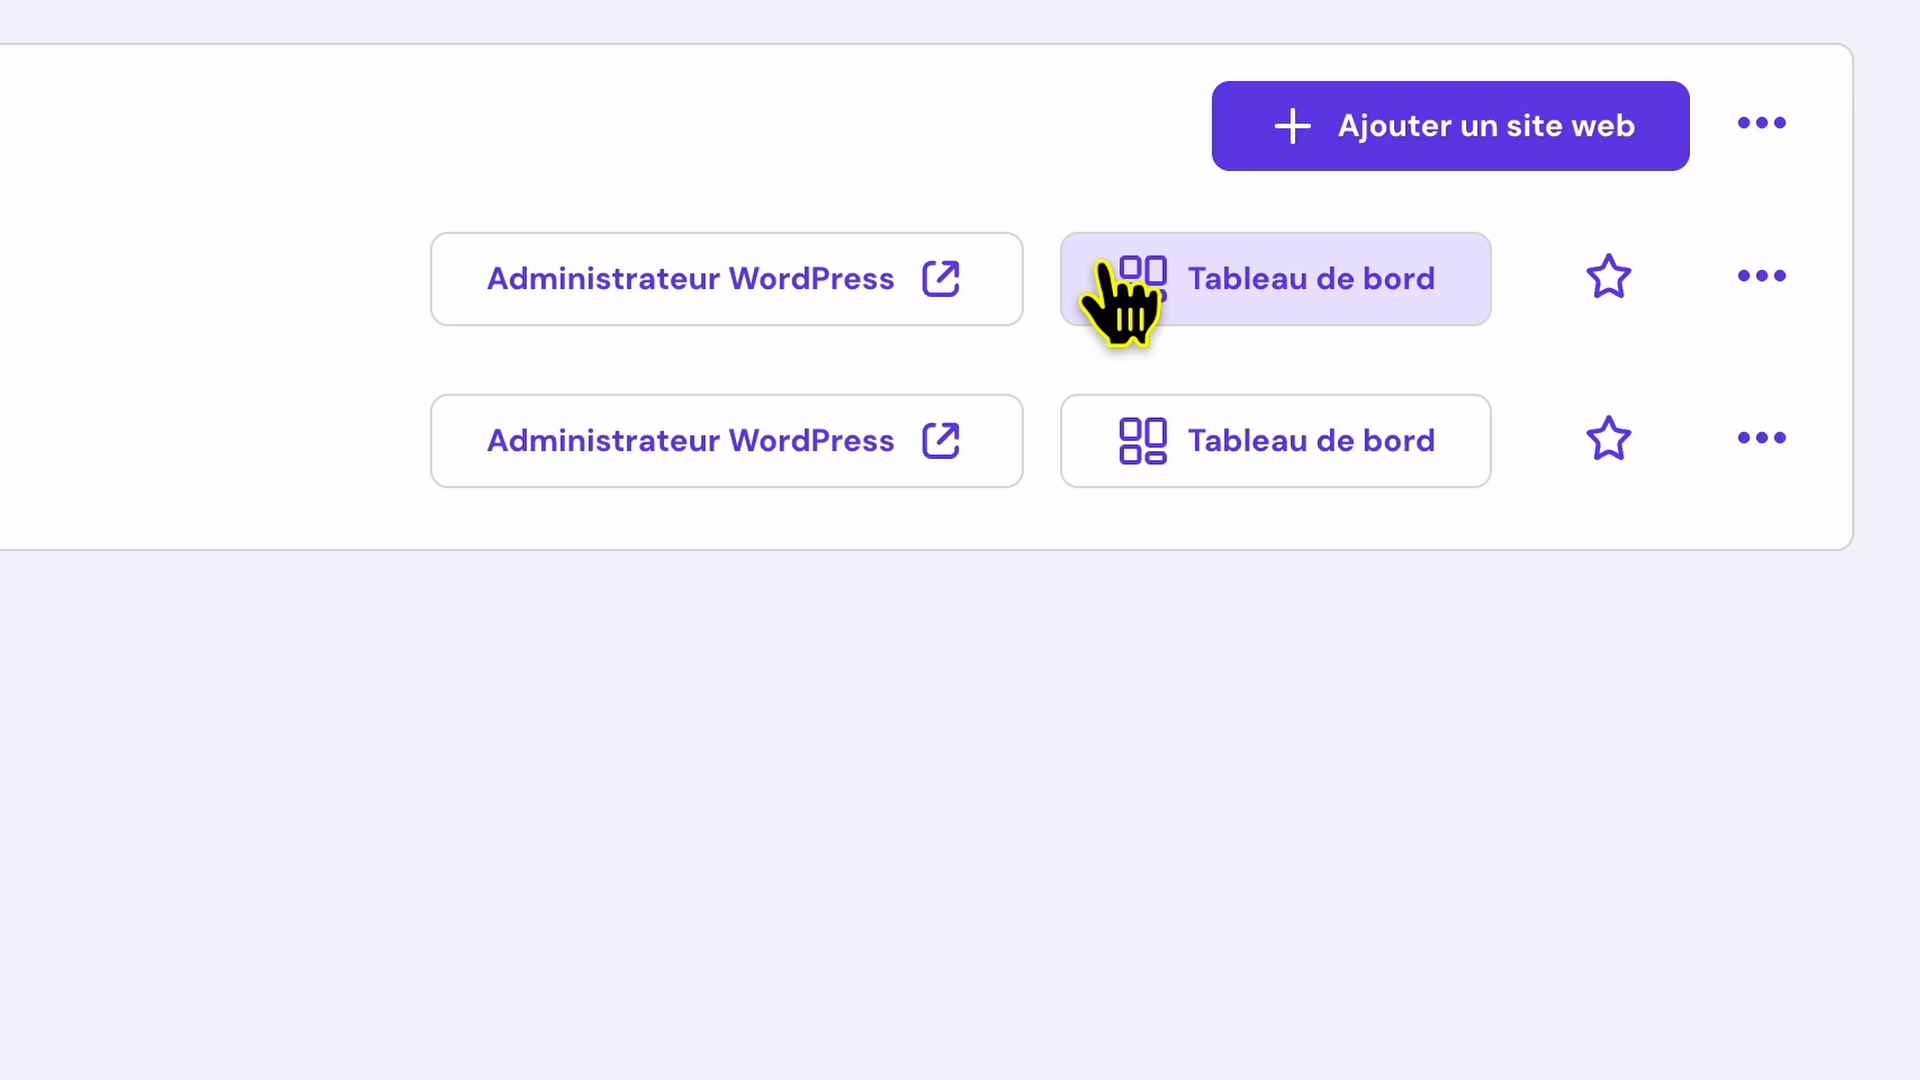 Ajouter un site web
Administrateur WordPress
Tableau de bord
Administrateur WordPress
Tableau de bord